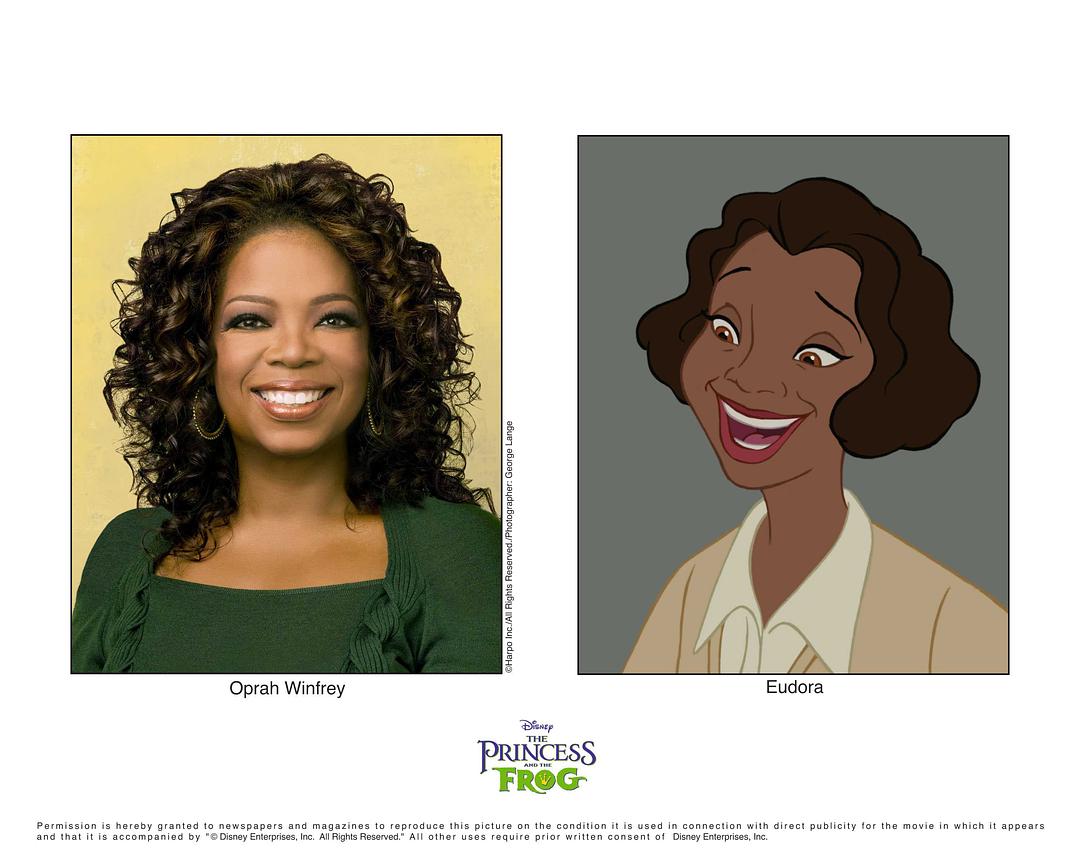 ©Harpo Inc./All Rights Reserved./Photographer: George Lange
Oprah Winfrey
Eudora
Disney
THE
PRINCESS
AND THE
FROG
Permission is hereby granted to newspapers and magazines to reproduce this picture on the condition it is used in connection with direct publicity for the movie in which it appears
and that it is accompanied by "© Disney Enterprises, Inc. All Rights Reserved." All other uses require prior written consent of Disney Enterprises, Inc.